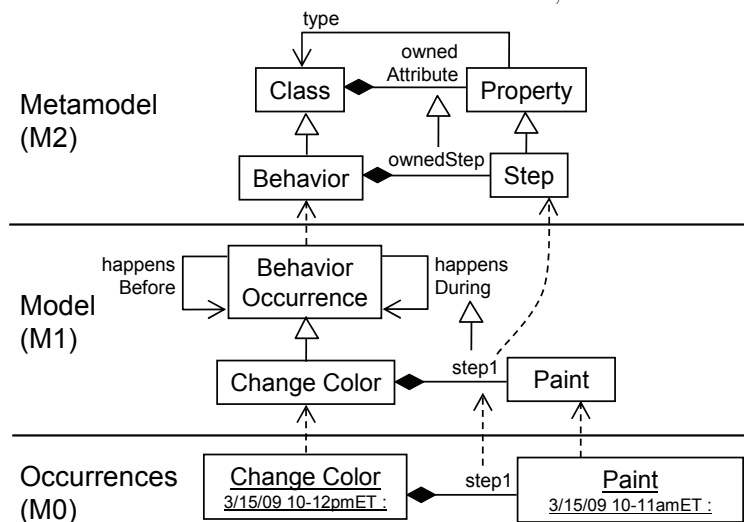 type
owned
Attribute
Class
Property
Metamodel
(M2)
ownedStep
Behavior
Step
happens
Before
Behavior
Occurrence
happens
During
Model
(M1)
step1
Change Color
Paint
Occurrences
(M0)
Change Color
3/15/09 10-12pmET :
step1
Paint
3/15/09 10-11amET :